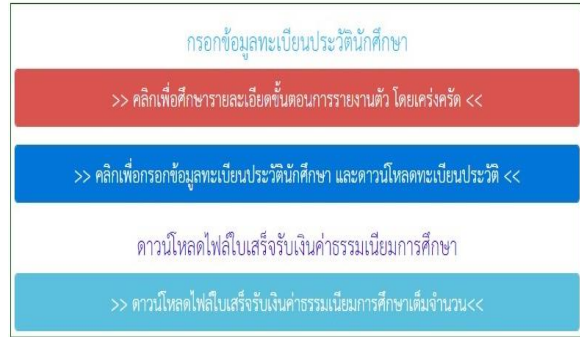 กรอกข้อมูลทะเบียนประวัตินักศึกษา
>> คลิกเพื่อศึกษารายละเอียดขั้นตอนการรายงานตัว โดยเคร่งครัด <<
>> คลิกเพื่อกรอกข้อมูลทะเบียนประวัตินักศึกษา และดาวน์โหลดทะเบียนประวัติ <<
ดาวน์โหลดไฟล์ใบเสร็จรับเงินค่าธรรมเนียมการศึกษา
>> ดาวน์โหลดไฟล์ใบเสร็จรับเงินค่าธรรมเนียมการศึกษาเต็มจำนวน<<